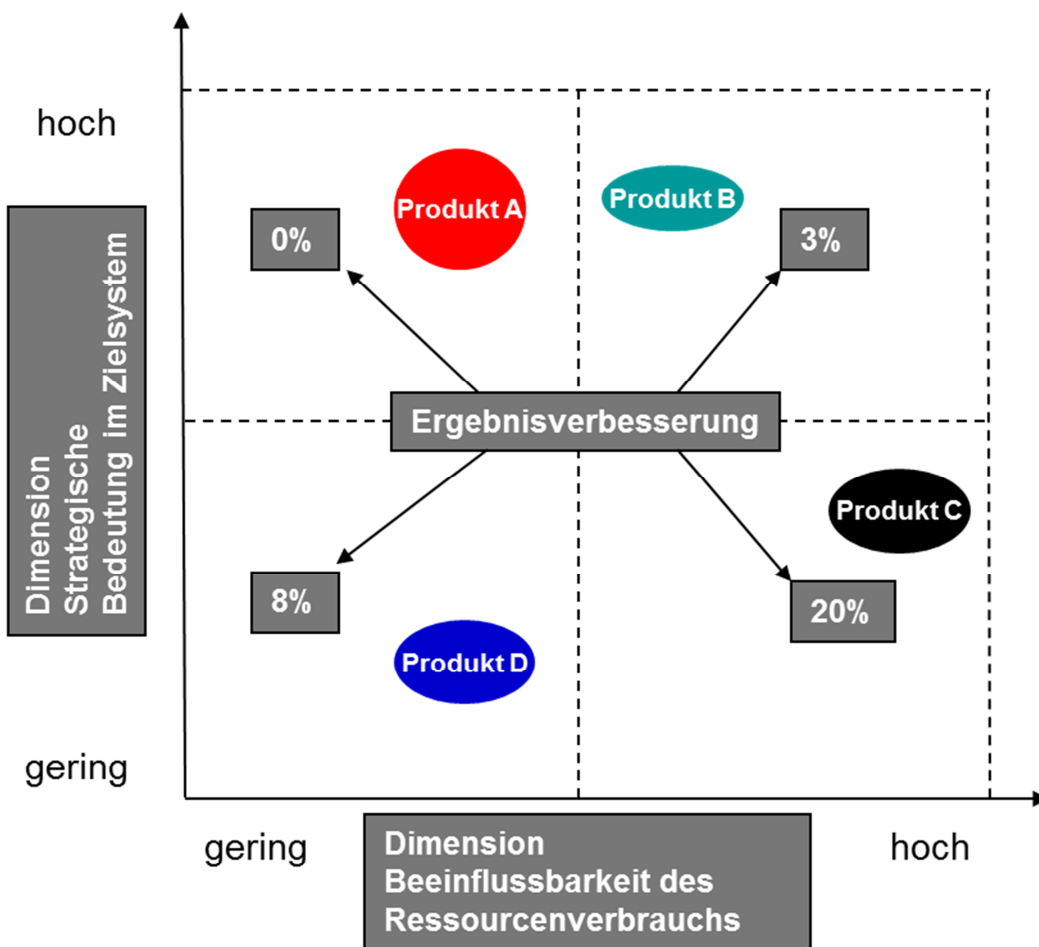 hoch
Produkt A
Produkt B
0%
3%
Dimension
Strategische
Bedeutung im Zielsystem
Ergebnisverbesserung
Produkt C
8%
20%
Produkt D
gering
gering
hoch
Dimension
Beeinflussbarkeit des
Ressourcenverbrauchs